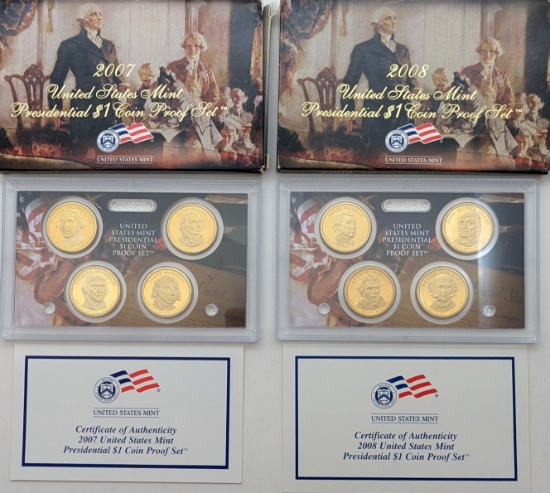 2007
United States Mint
Presidential $1 Coin Proof Set™
UNITED STATES MINT
2008
United States Mint
Presidential $1 Coin Proof Set™
UNITED STATES MINT
UNITED
STATES MINT
PRESIDENTIAL
$1 COIN
PROOF SET™
UNITED
STATES MINT
PRESIDENTIAL
$1 COIN
PROOF SET™
UNITED STATES MINT
Certificate of Authenticity
2007 United States Mint
Presidential $1 Coin Proof Set™
UNITED STATES MINT
Certificate of Authenticity
2008 United States Mint
Presidential $1 Coin Proof Set™